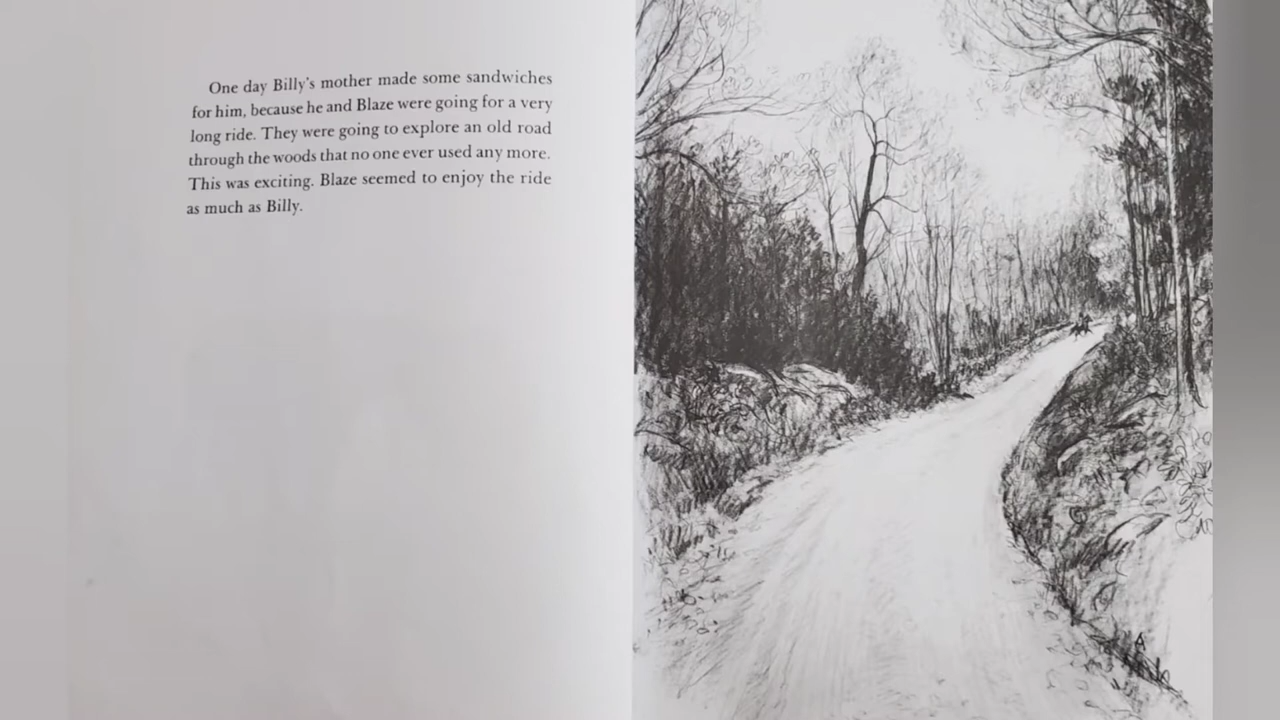 One day Billy's mother made some sandwiches
for him, because he and Blaze were going for a very
long ride. They were going to explore an old road
through the woods that no one ever used any more.
This was exciting. Blaze seemed to enjoy the ride
as much as Billy.